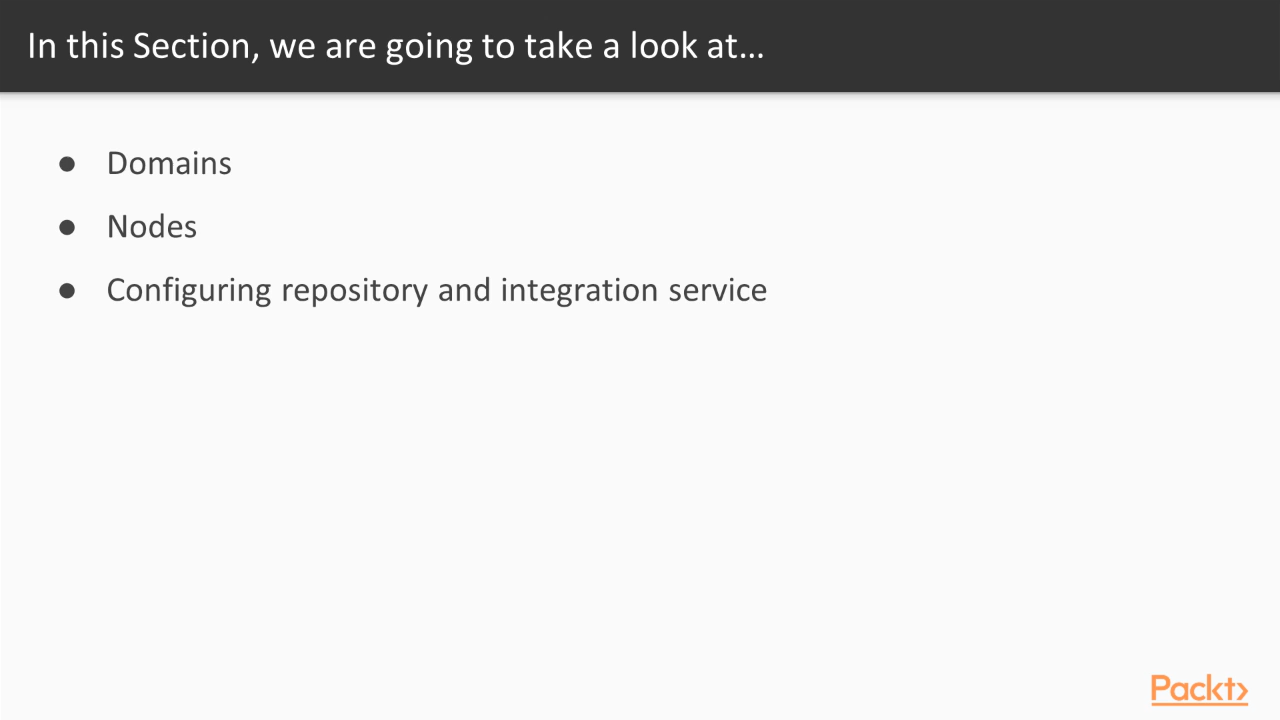 In this Section, we are going to take a look at...
● Domains
● Nodes
● Configuring repository and integration service
Packt>